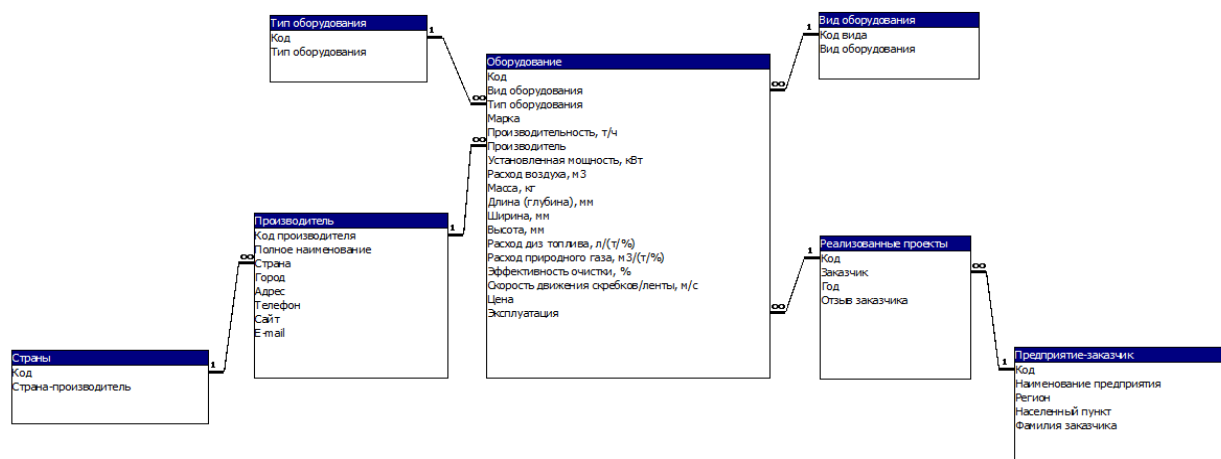 Тип оборудования
Код
Тип оборудования
1
∞
Вид оборудования
Код вида
Вид оборудования
1
∞
Оборудование
Код
Вид оборудования
Тип оборудования
Марка
Производительность, т/ч
Производитель
Установленная мощность, кВт
Расход воздуха, м3
Масса, кг
Длина (глубина), мм
Ширина, мм
Высота, мм
Расход диз топлива, л/(т/%)
Расход природного газа, м3/(т/%)
Эффективность очистки, %
Скорость движения скребков/ленты, м/с
Цена
Эксплуатация
∞
1
Производитель
Код производителя
Полное наименование
Страна
Город
Адрес
Телефон
Сайт
E-mail
∞
1
Страны
Код
Страна-производитель
1
∞
Реализованные проекты
Код
Заказчик
Год
Отзыв заказчика
∞
1
Предприятие-заказчик
Код
Наименование предприятия
Регион
Населенный пункт
Фамилия заказчика